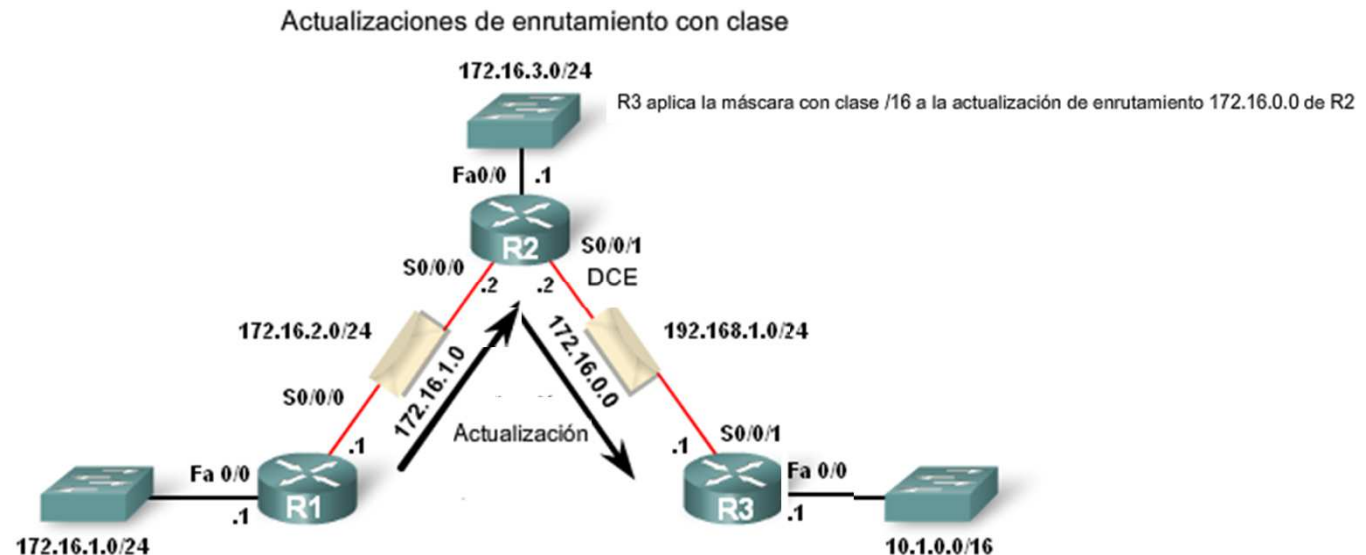 Actualizaciones de enrutamiento con clase
172.16.3.0/24
R3 aplica la máscara con clase /16 a la actualización de enrutamiento 172.16.0.0 de R2
Fa0/0 .1
R2
S0/0/0
S0/0/1
DCE
.2 .2
172.16.2.0/24
192.168.1.0/24
172.16.1.0
172.16.0.0
S0/0/0
.1
Actualización
.1
S0/0/1
Fa 0/0
.1
R1
R3
Fa 0/0
.1
172.16.1.0/24
10.1.0.0/16